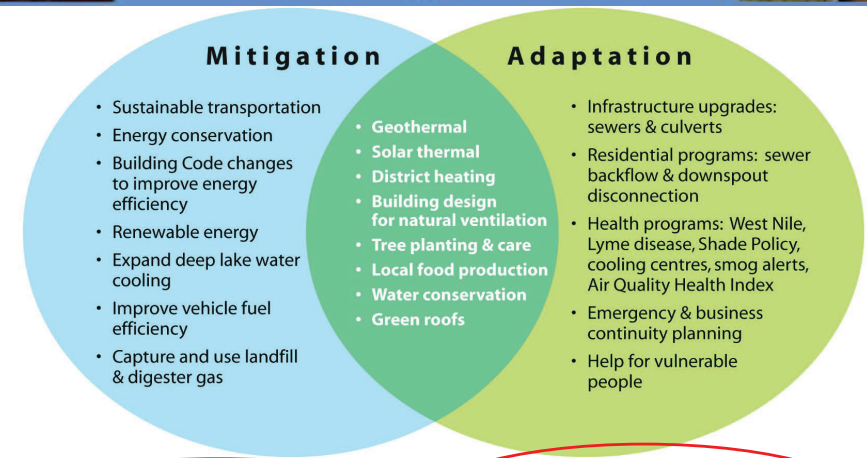 Mitigation
• Sustainable transportation
• Energy conservation
• Building Code changes
to improve energy
efficiency
• Renewable energy
• Expand deep lake water
cooling
• Improve vehicle fuel
efficiency
• Capture and use landfill
& digester gas
• Geothermal
• Solar thermal
• District heating
• Building design
for natural ventilation
• Tree planting & care
• Local food production
• Water conservation
• Green roofs
Adaptation
• Infrastructure upgrades:
sewers & culverts
• Residential programs: sewer
backflow & downspout
disconnection
• Health programs: West Nile,
Lyme disease, Shade Policy,
cooling centres, smog alerts,
Air Quality Health Index
• Emergency & business
continuity planning
• Help for vulnerable
people